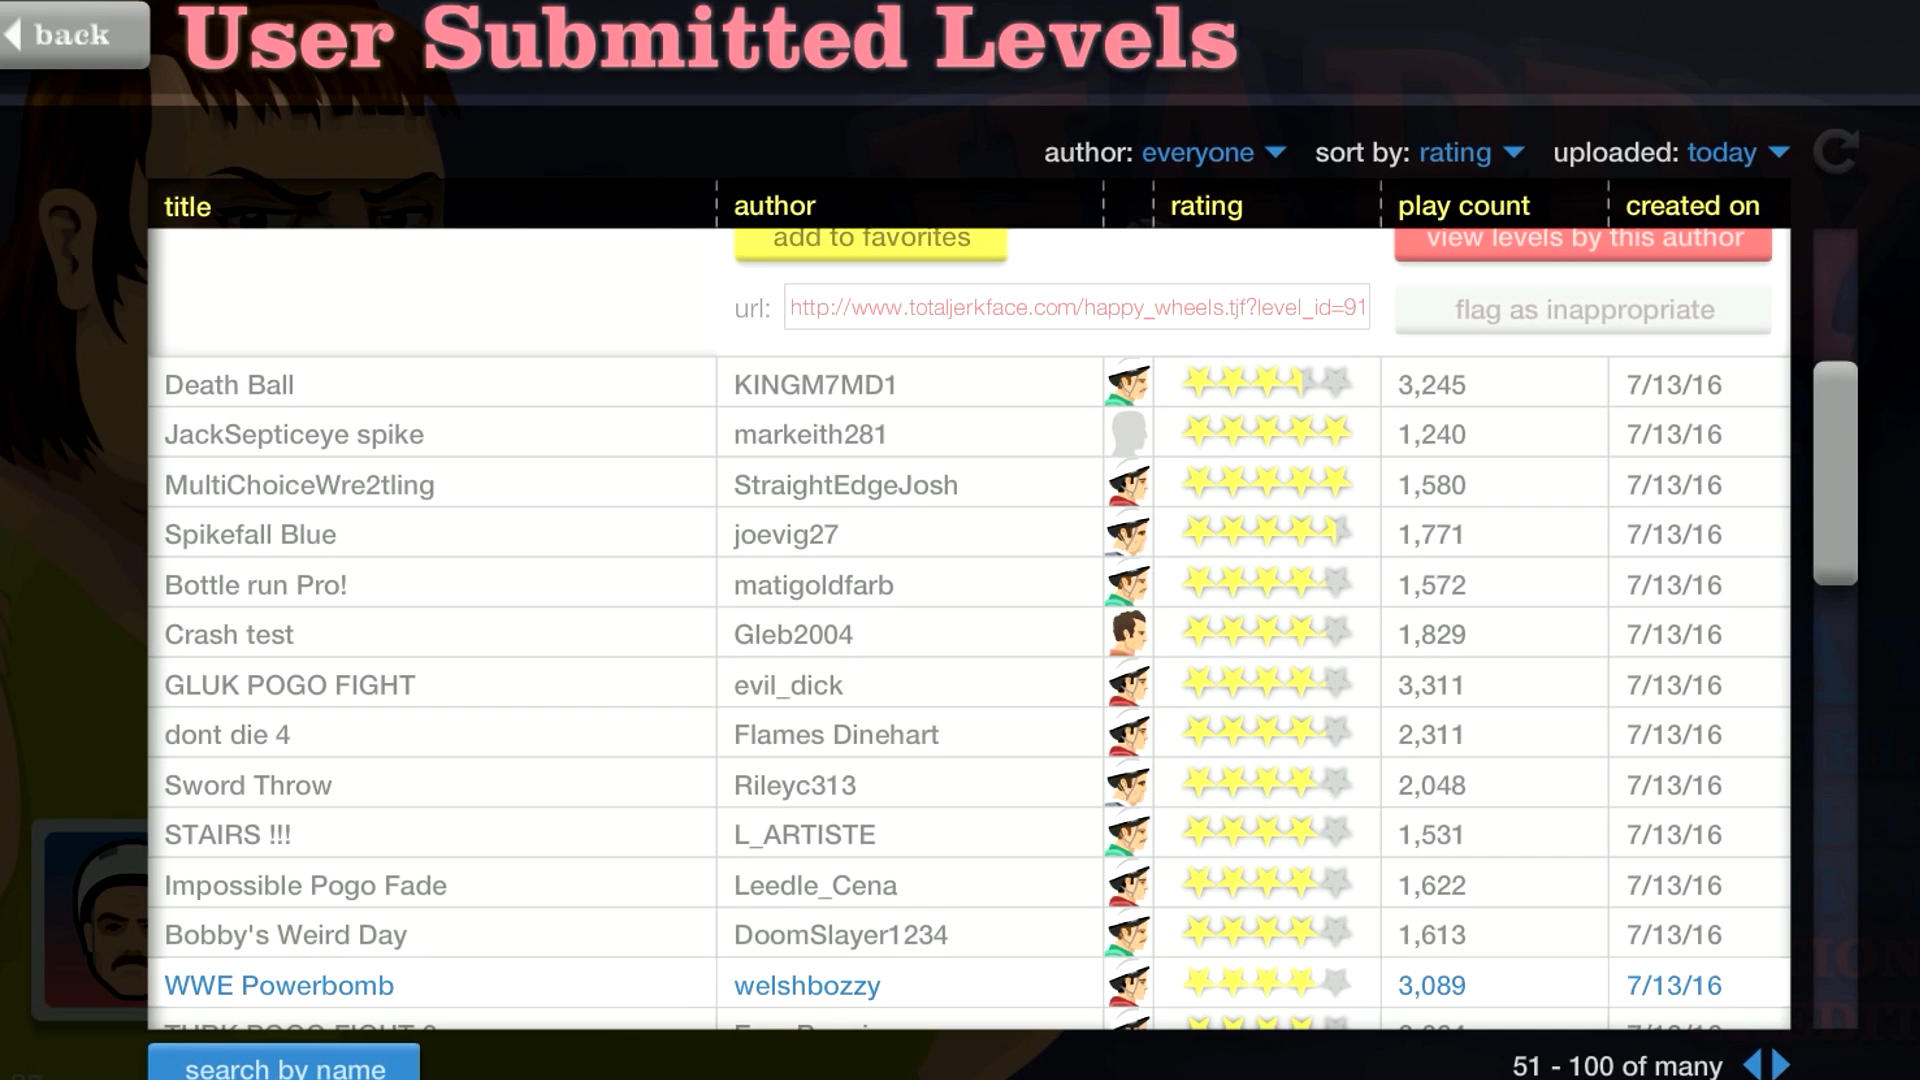 back
User Submitted Levels
author: everyone sort by: rating uploaded: today
title author rating play count created on
add to favorites view levels by this author
url: http://www.totaljerkface.com/happy_wheels.tjf?level_id=91 flag as inappropriate
Death Ball KINGM7MD1 3,245 7/13/16
JackSepticeye spike markeith281 1,240 7/13/16
MultiChoiceWre2tling StraightEdgeJosh 1,580 7/13/16
Spikefall Blue joevig27 1,771 7/13/16
Bottle run Pro! matigoldfarb 1,572 7/13/16
Crash test Gleb2004 1,829 7/13/16
GLUK POGO FIGHT evil_dick 3,311 7/13/16
dont die 4 Flames Dinehart 2,311 7/13/16
Sword Throw Rileyc313 2,048 7/13/16
STAIRS !!! L_ARTISTE 1,531 7/13/16
Impossible Pogo Fade Leedle_Cena 1,622 7/13/16
Bobby's Weird Day DoomSlayer1234 1,613 7/13/16
WWE Powerbomb welshbozzy 3,089 7/13/16
POGO FIGHT
search by name 51 - 100 of many